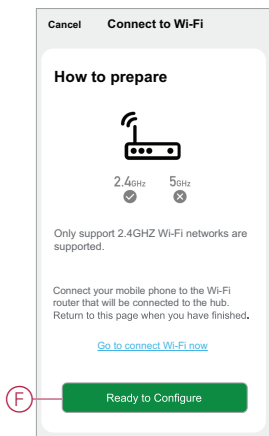 Cancel Connect to Wi-Fi
How to prepare
2.4GHz 5GHz
Only support 2.4GHZ Wi-Fi networks are
supported.
Connect your mobile phone to the Wi-Fi
router that will be connected to the hub.
Return to this page when you have finished.
Go to connect Wi-Fi now
F Ready to Configure